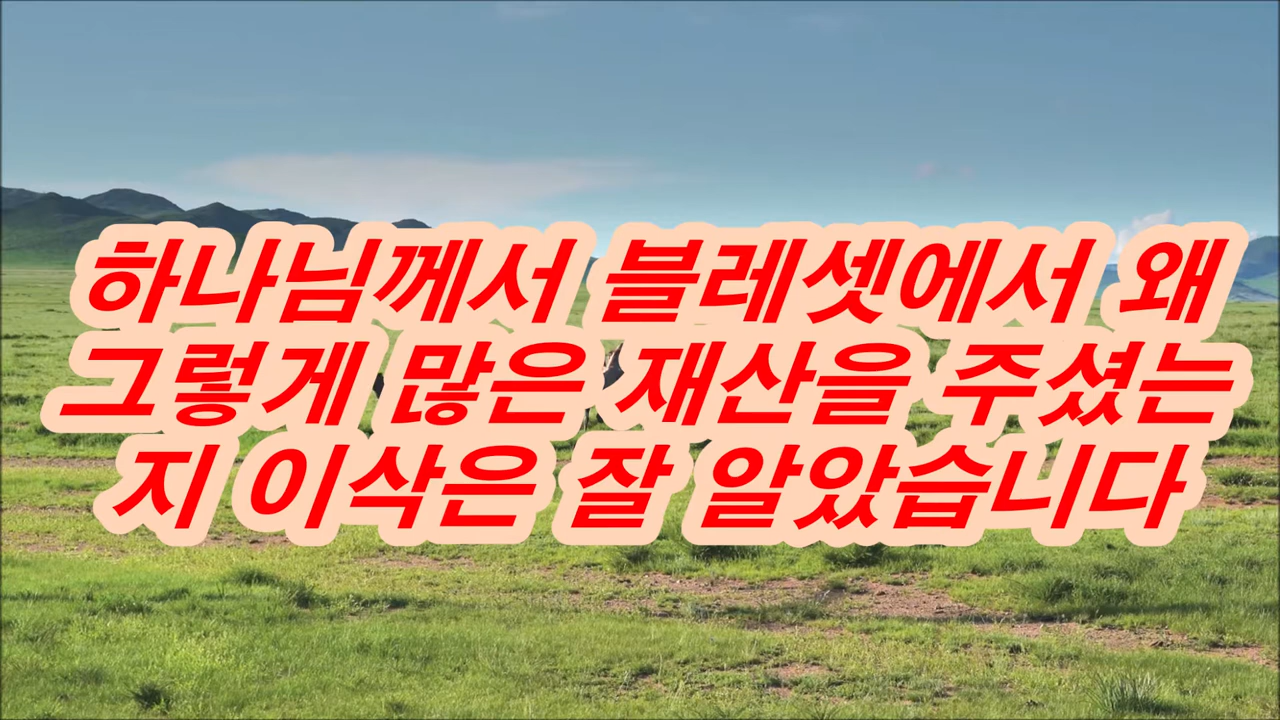 하나님께서 블레셋에서 왜
그렇게 많은 재산을 주셨는
지 이삭은 잘 알았습니다